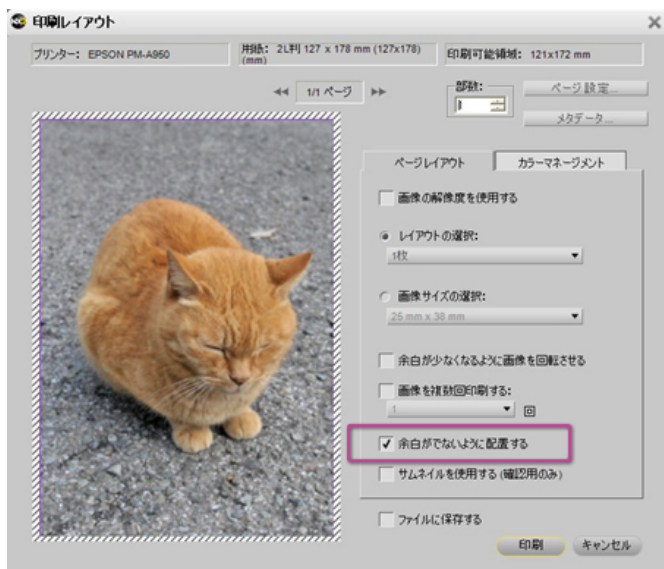 印刷レイアウト
プリンター: EPSON PM-A950
用紙: 2L判 127 x 178 mm (127x178) (mm)
印刷可能領域: 121x172 mm
1/1 ページ
部数:
1
ページ設定...
メタデータ...
ページレイアウト
カラーマネージメント
画像の解像度を使用する
レイアウトの選択:
1枚
画像サイズの選択:
25 mm x 38 mm
余白が少なくなるように画像を回転させる
画像を複数回印刷する:
1
回
余白がでないように配置する
サムネイルを使用する (確認用のみ)
ファイルに保存する
印刷
キャンセル